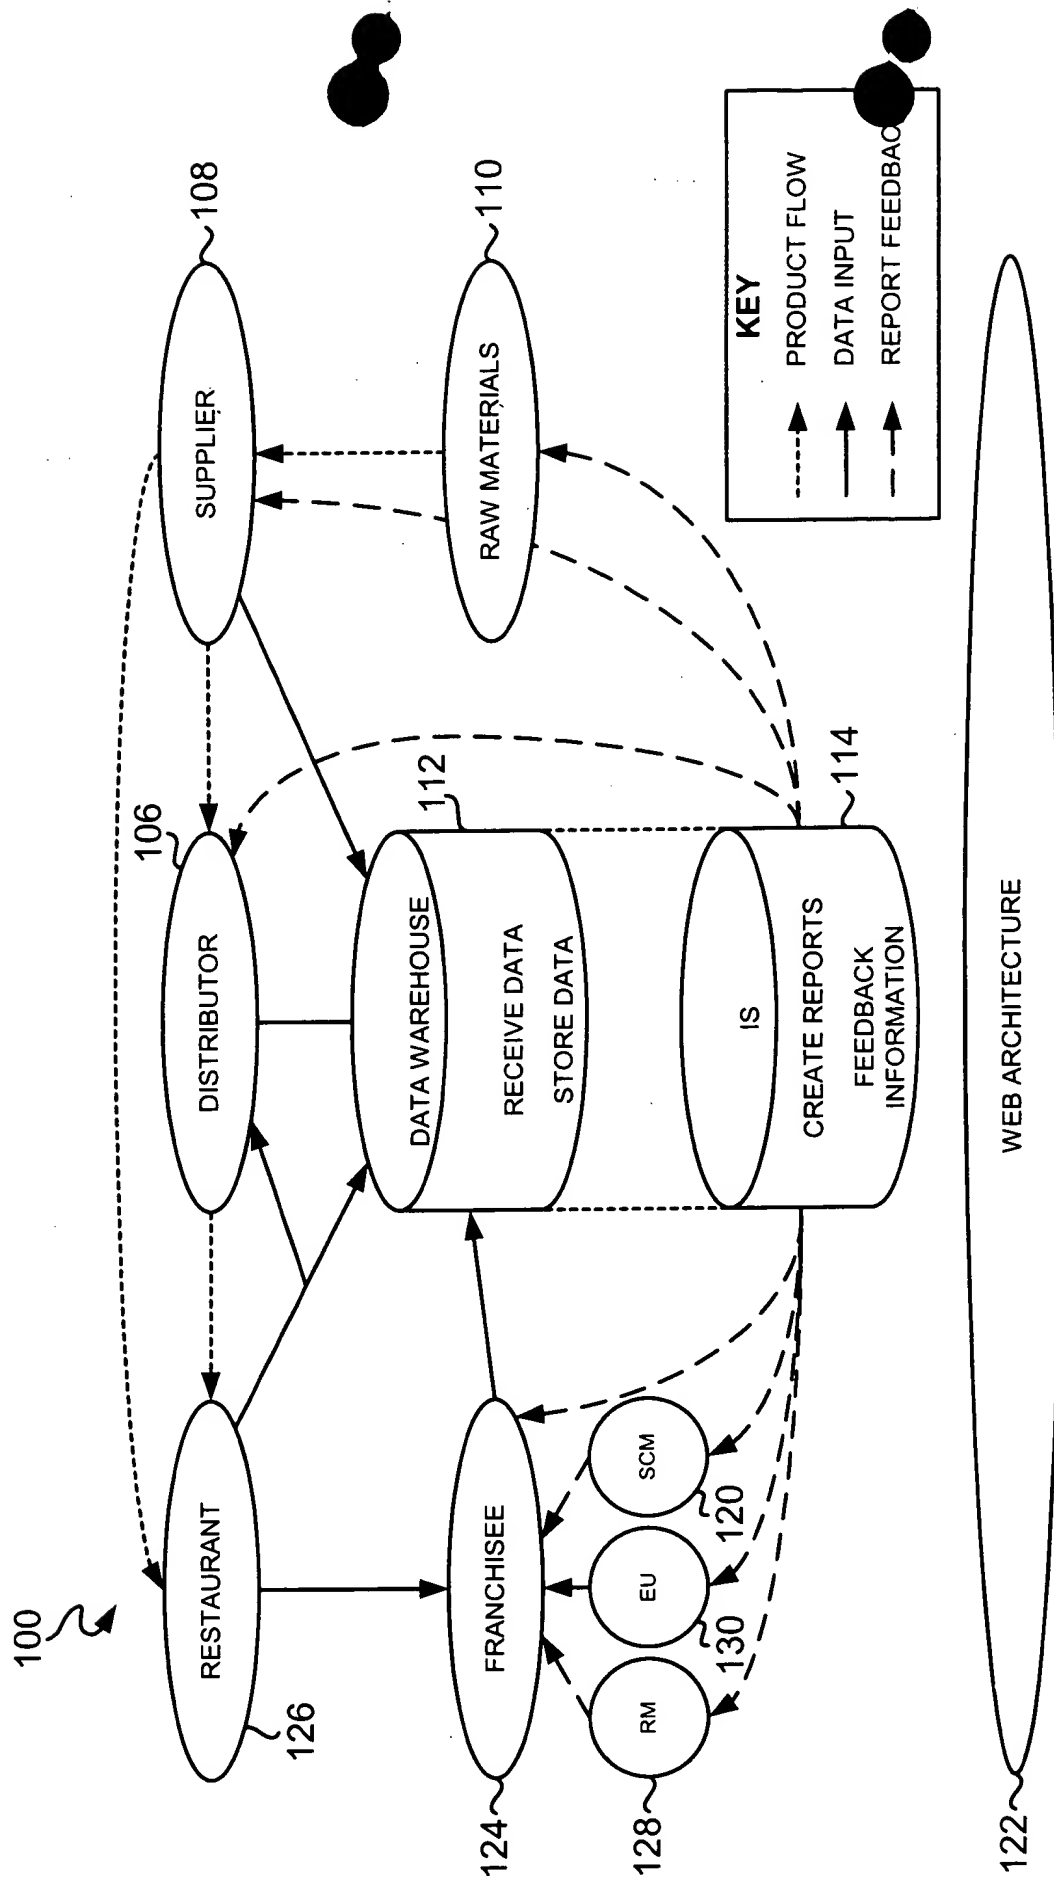 100
RESTAURANT
126
DISTRIBUTOR
106
SUPPLIER
108
FRANCHISEE
124
DATA WAREHOUSE
RECEIVE DATA
STORE DATA
112
RAW MATERIALS
110
RM
128
EU
130
SCM
120
IS
CREATE REPORTS
FEEDBACK
INFORMATION
114
KEY
PRODUCT FLOW
DATA INPUT
REPORT FEEDBAC
WEB ARCHITECTURE
122